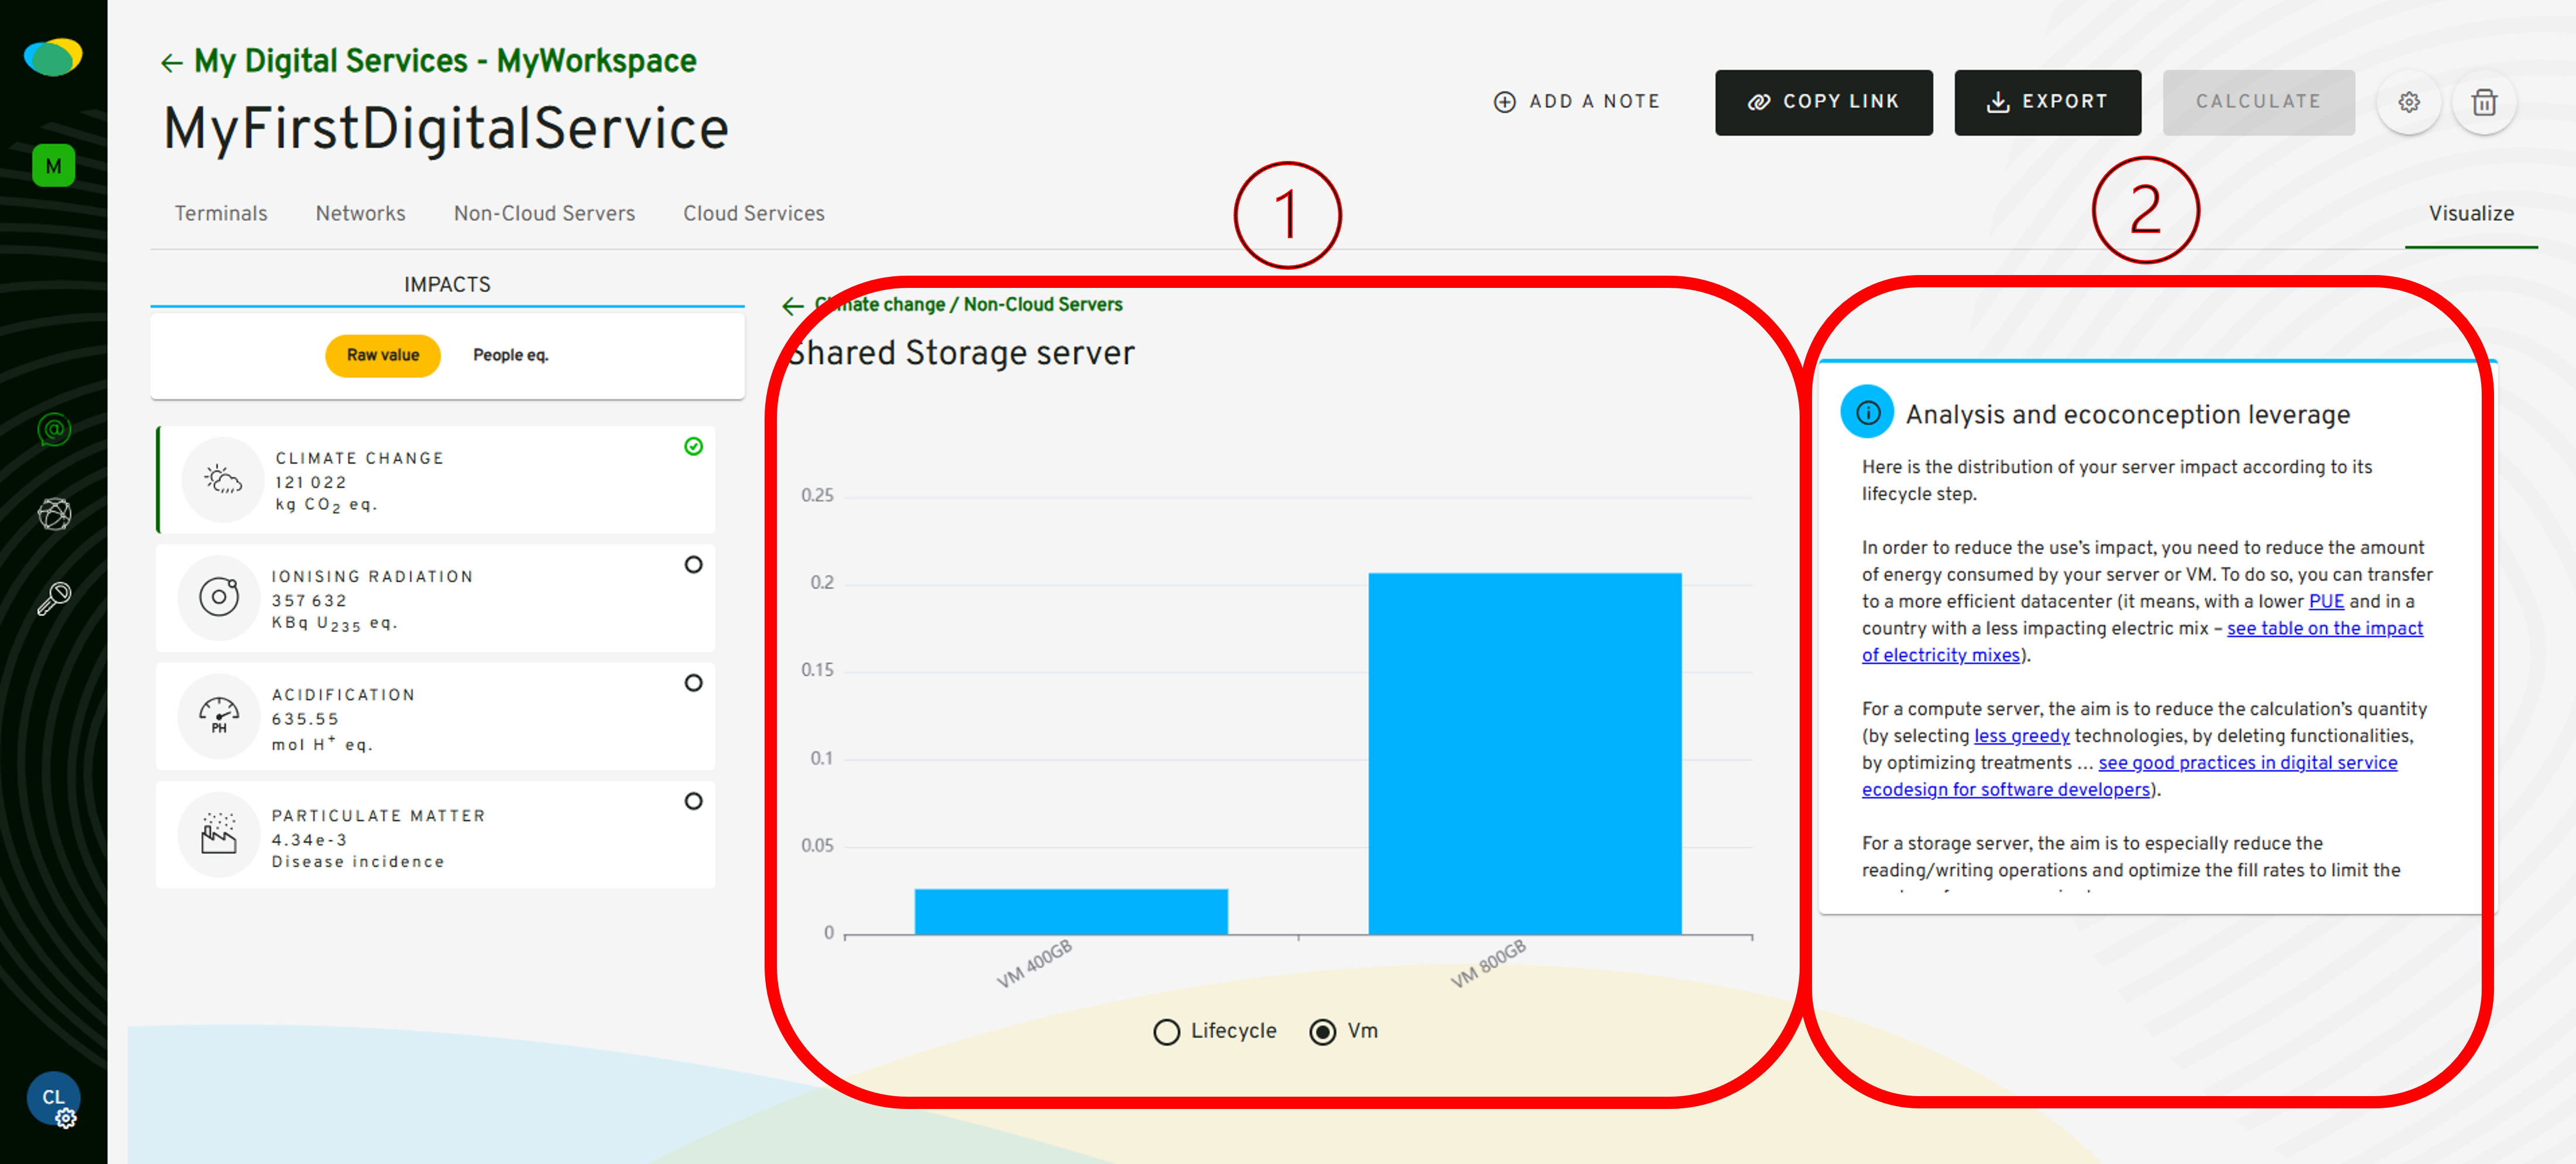 ← My Digital Services - MyWorkspace
MyFirstDigitalService
ADD A NOTE
COPY LINK
EXPORT
CALCULATE
M
Terminals
Networks
Non-Cloud Servers
Cloud Services
Visualize
1
2
IMPACTS
Raw value
People eq.
CLIMATE CHANGE
121 022
kg CO₂ eq.
IONISING RADIATION
357 632
KBq U₂₃₅ eq.
ACIDIFICATION
635.55
mol H⁺ eq.
PH
PARTICULATE MATTER
4.34e-3
Disease incidence
← Climate change / Non-Cloud Servers
Shared Storage server
0.25
0.2
0.15
0.1
0.05
0
VM 400GB
VM 800GB
Lifecycle
Vm
Analysis and ecoconception leverage
Here is the distribution of your server impact according to its
lifecycle step.
In order to reduce the use's impact, you need to reduce the amount
of energy consumed by your server or VM. To do so, you can transfer
to a more efficient datacenter (it means, with a lower PUE and in a
country with a less impacting electric mix – see table on the impact
of electricity mixes).
For a compute server, the aim is to reduce the calculation's quantity
(by selecting less greedy technologies, by deleting functionalities,
by optimizing treatments ... see good practices in digital service
ecodesign for software developers).
For a storage server, the aim is to especially reduce the
reading/writing operations and optimize the fill rates to limit the
CL